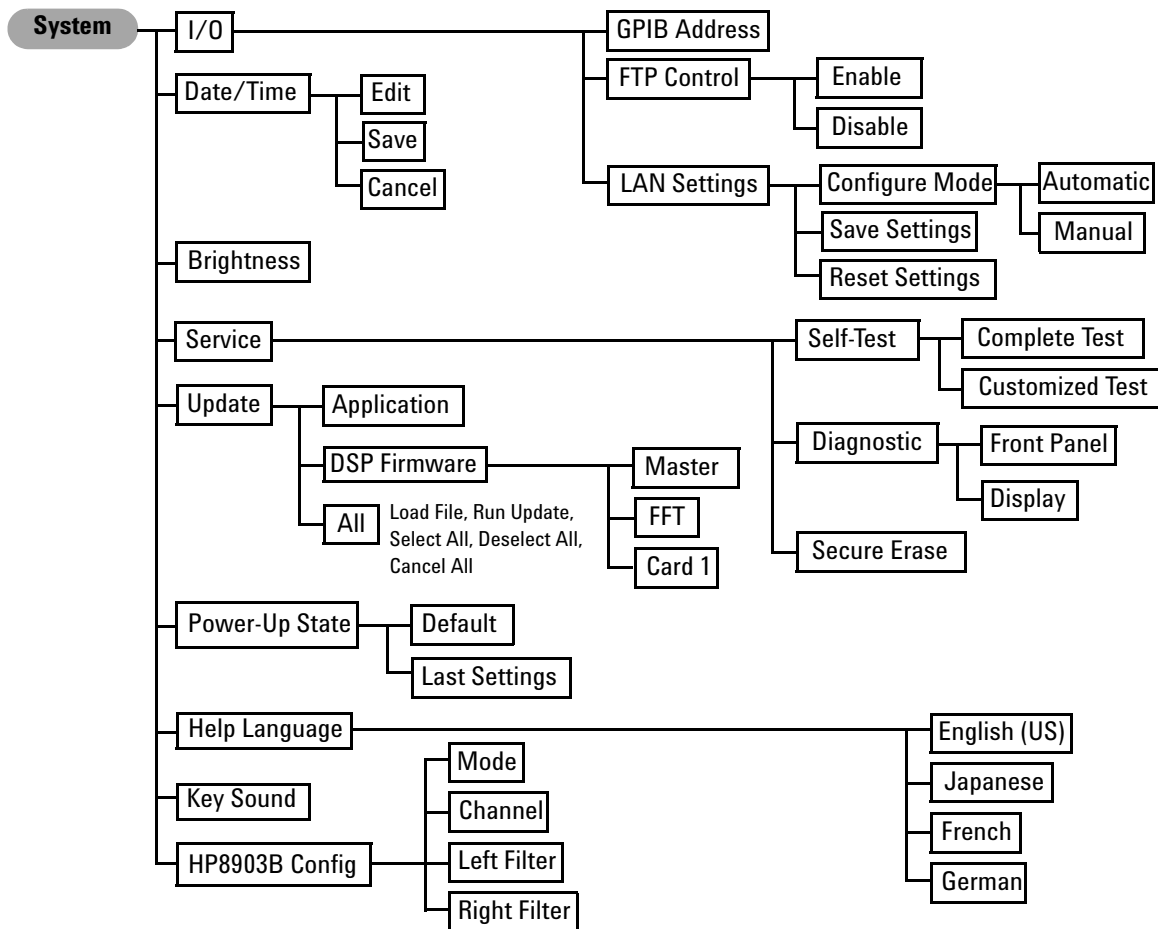 System
I/O
GPIB Address
FTP Control
Enable
Disable
Date/Time
Edit
Save
Cancel
LAN Settings
Configure Mode
Automatic
Manual
Save Settings
Reset Settings
Brightness
Service
Self-Test
Complete Test
Customized Test
Diagnostic
Front Panel
Display
Secure Erase
Update
Application
DSP Firmware
Master
FFT
Card 1
All
Load File, Run Update,
Select All, Deselect All,
Cancel All
Power-Up State
Default
Last Settings
Help Language
English (US)
Japanese
French
German
Key Sound
HP8903B Config
Mode
Channel
Left Filter
Right Filter